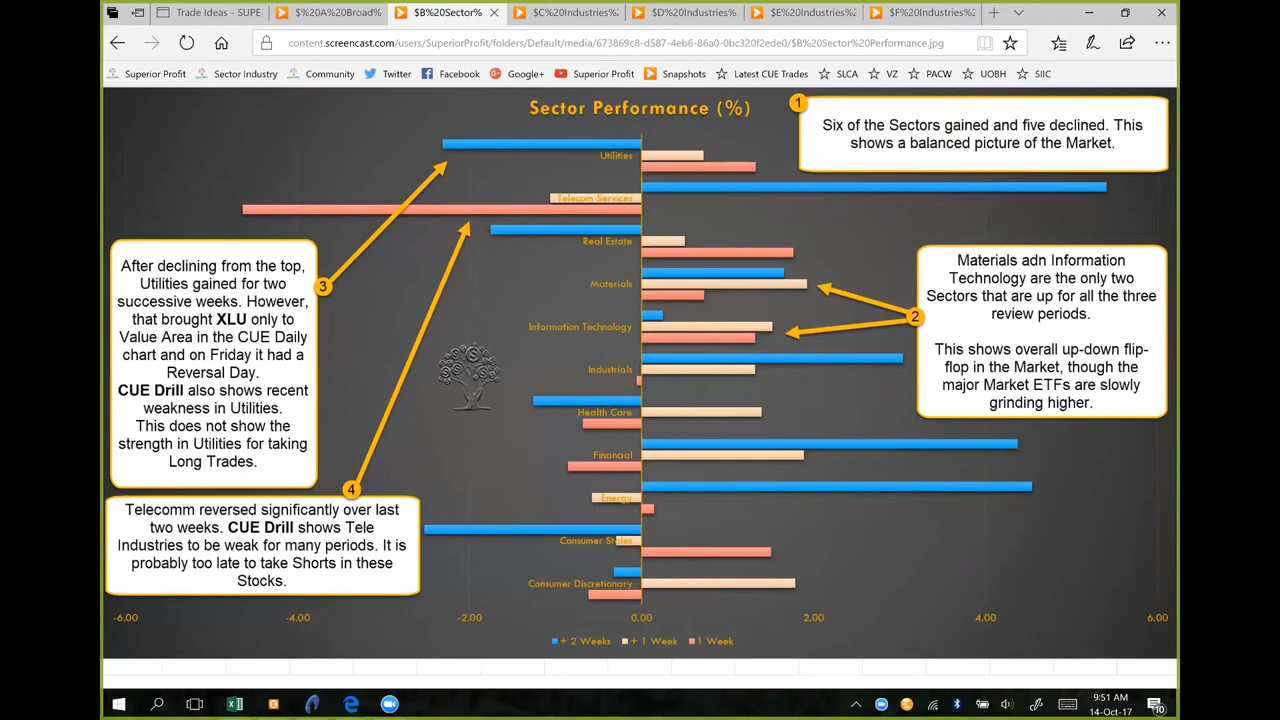 Trade Ideas - SUPE
$%20A%20Broad%
$B%20Sector%
$C%20Industries%
$D%20Industries%
$E%20Industries%
$F%20Industries%
content.screencast.com/users/SuperiorProfit/folders/Default/media/673869c8-d587-4eb6-86a0-0bc320f2ede0/$B%20Sector%20Performance.jpg
Superior Profit
Sector Industry
Community
Twitter
Facebook
Google+
Superior Profit
Snapshots
Latest CUE Trades
SLCA
VZ
PACW
UOBH
SIIC
Sector Performance (%)
1
Six of the Sectors gained and five declined. This
shows a balanced picture of the Market.
Utilities
Telecom Services
Real Estate
Materials
Information Technology
Industrials
Health Care
Financial
Energy
Consumer Stales
Consumer Discretionary
3
After declining from the top,
Utilities gained for two
successive weeks. However,
that brought XLU only to
Value Area in the CUE Daily
chart and on Friday it had a
Reversal Day.
CUE Drill also shows recent
weakness in Utilities.
This does not show the
strength in Utilities for taking
Long Trades.
2
Materials adn Information
Technology are the only two
Sectors that are up for all the three
review periods.
This shows overall up-down flip-
flop in the Market, though the
major Market ETFs are slowly
grinding higher.
4
Telecomm reversed significantly over last
two weeks. CUE Drill shows Tele
Industries to be weak for many periods. It is
probably too late to take Shorts in these
Stocks.
-6.00
-4.00
-2.00
0.00
2.00
4.00
6.00
+ 2 Weeks
+ 1 Week
1 Week
9:51 AM
14-Oct-17
10